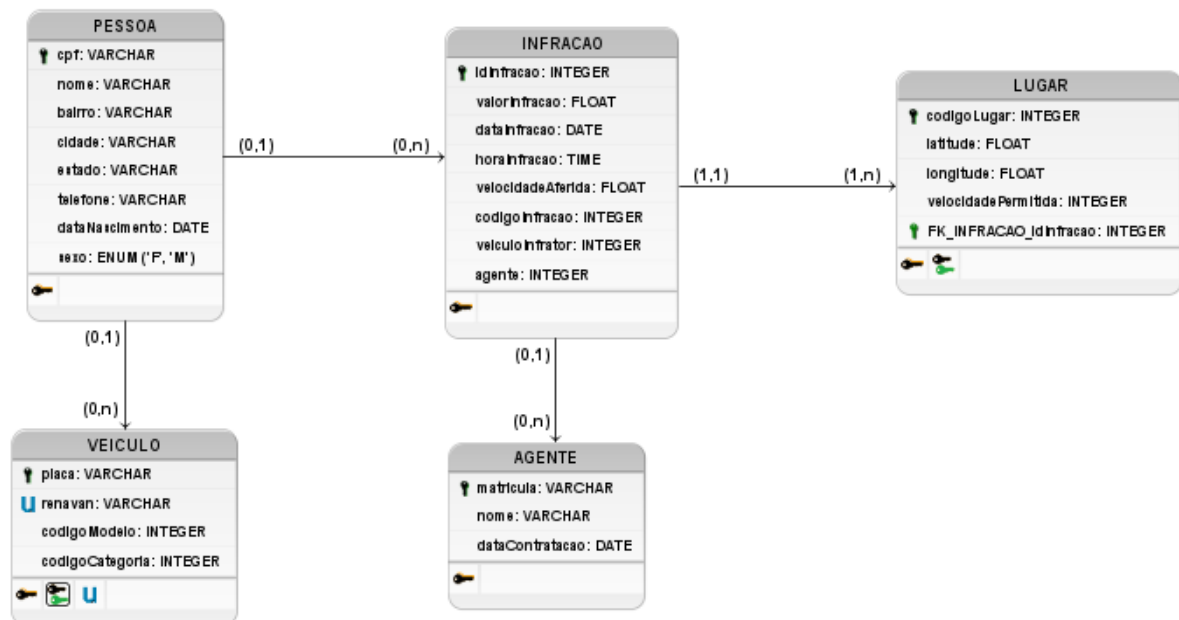 PESSOA
cpf: VARCHAR
nome: VARCHAR
bairro: VARCHAR
cidade: VARCHAR
estado: VARCHAR
telefone: VARCHAR
dataNascimento: DATE
sexo: ENUM ('F, 'M')
(0,1)
(0,n)
INFRACAO
idInfracao: INTEGER
valorInfracao: FLOAT
dataInfracao: DATE
horaInfracao: TIME
velocidadeAferida: FLOAT
codigoInfracao: INTEGER
veiculoInfrator: INTEGER
agente: INTEGER
(1,1)
(1,n)
LUGAR
codigoLugar: INTEGER
latitude: FLOAT
longitude: FLOAT
velocidadePermitida: INTEGER
FK_INFRACAO_idInfracao: INTEGER
(0,1)
(0,n)
VEICULO
placa: VARCHAR
U renavan: VARCHAR
codigoModelo: INTEGER
codigoCategoria: INTEGER
U
(0,1)
(0,n)
AGENTE
matricula: VARCHAR
nome: VARCHAR
dataContratacao: DATE